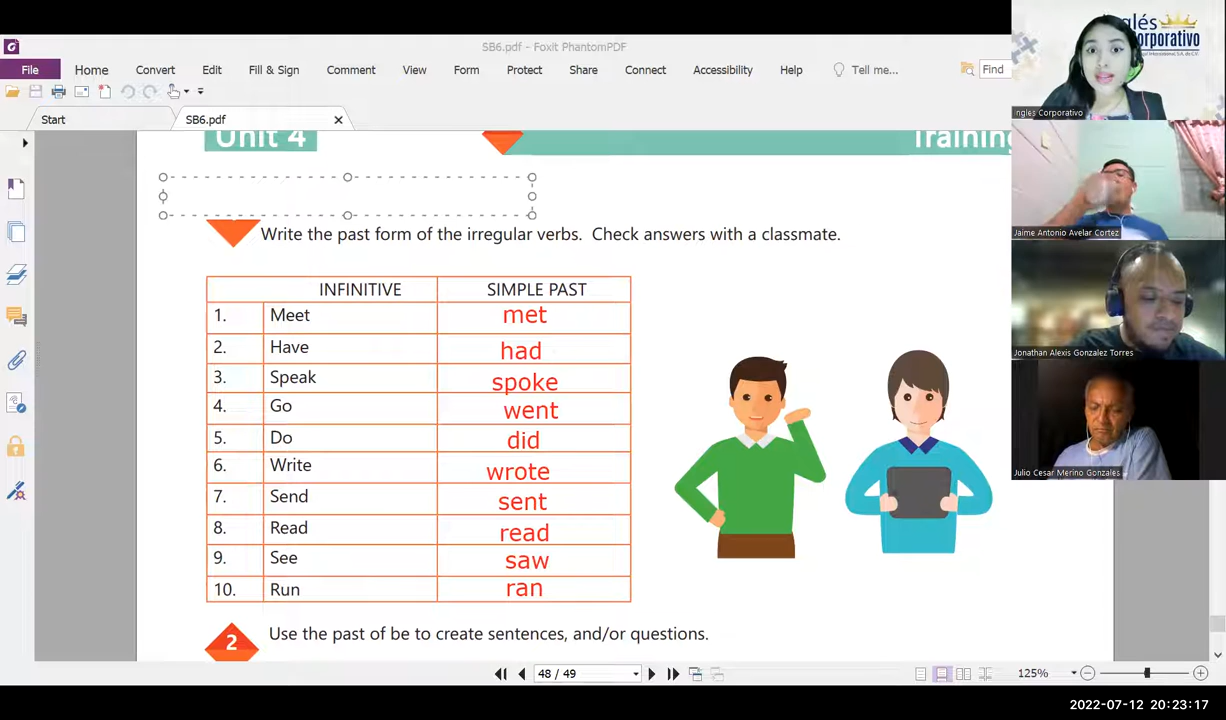 SB6.pdf - Foxit PhantomPDF
File Home Convert Edit Fill & Sign Comment View Form Protect Share Connect Accessibility Help Tell me... Find
Start SB6.pdf
Unit 4 Training
Write the past form of the irregular verbs. Check answers with a classmate.
INFINITIVE SIMPLE PAST
1. Meet met
2. Have had
3. Speak spoke
4. Go went
5. Do did
6. Write wrote
7. Send sent
8. Read read
9. See saw
10. Run ran
2 Use the past of be to create sentences, and/or questions.
48 / 49 125%
glés
orporativo
Ingles Corporativo
Jaime Antonio Avelar Cortez
Jonathan Alexis Gonzalez Torres
Julio Cesar Merino Gonzales
2022-07-12 20:23:17